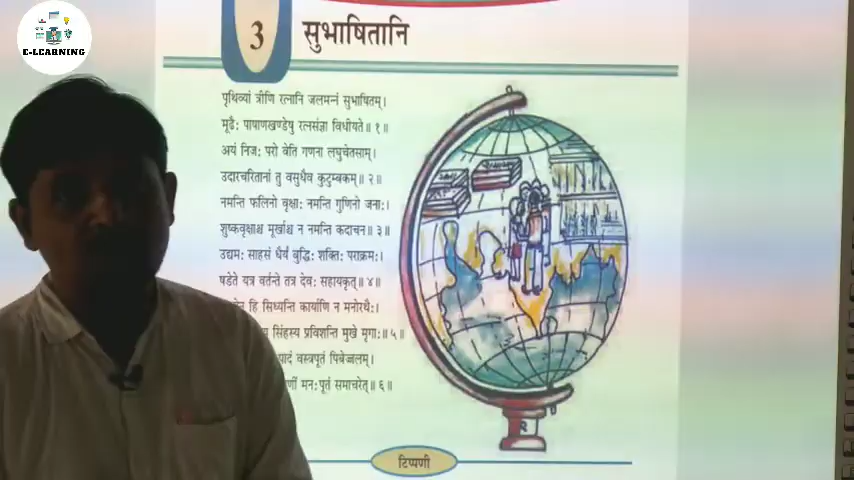 E-LEARNING
3 सुभाषितानि
पृथिव्यां त्रीणि रत्नानि जलमन्नं सुभाषितम्।
मूढैः पाषाणखण्डेषु रत्नसंज्ञा विधीयते॥ १॥
अयं निजः परो वेति गणना लघुचेतसाम्।
उदारचरितानां तु वसुधैव कुटुम्बकम्॥ २॥
नमन्ति फलिनो वृक्षाः नमन्ति गुणिनो जनाः।
शुष्कवृक्षाश्च मूर्खाश्च न नमन्ति कदाचन॥ ३॥
उद्यमः साहसं धैर्यं बुद्धिः शक्तिः पराक्रमः।
षडेते यत्र वर्तन्ते तत्र देवः सहायकृत्॥ ४॥
हि सिध्यन्ति कार्याणि न मनोरथैः।
सिंहस्य प्रविशन्ति मुखे मृगाः॥ ५॥
पादं वस्त्रपूतं पिबेज्जलम्।
मनःपूतं समाचरेत्॥ ६॥
टिप्पणी